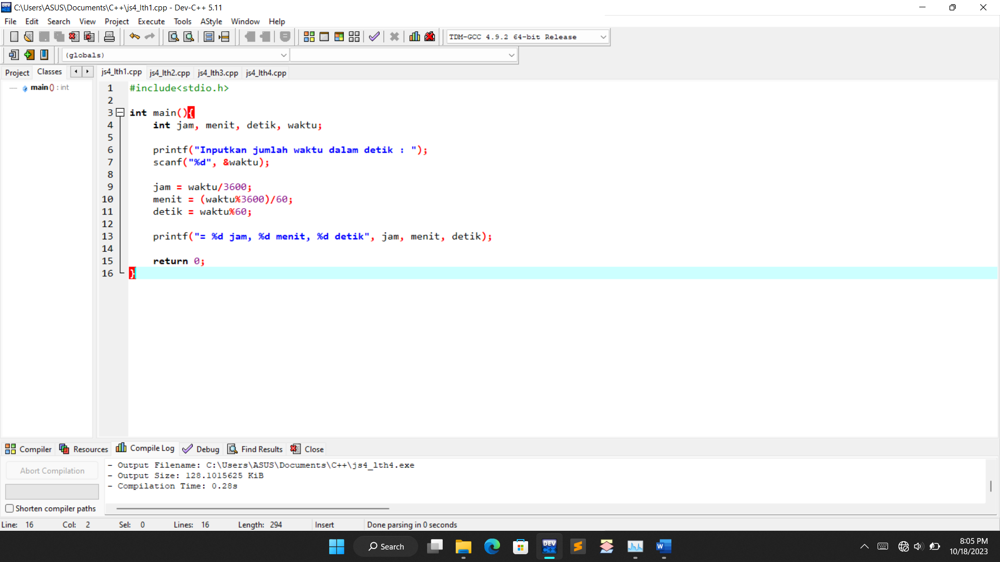 C:\Users\ASUS\Documents\C++\js4_lth1.cpp - Dev-C++ 5.11
File Edit Search View Project Execute Tools AStyle Window Help
TDM-GCC 4.9.2 64-bit Release
(globals)
Project Classes js4_lth1.cpp js4_lth2.cpp js4_lth3.cpp js4_lth4.cpp
main () : int
1 #include<stdio.h>
2
3 int main(){
4 int jam, menit, detik, waktu;
5
6 printf("Inputkan jumlah waktu dalam detik : ");
7 scanf("%d", &waktu);
8
9 jam = waktu/3600;
10 menit = (waktu%3600)/60;
11 detik = waktu%60;
12
13 printf("= %d jam, %d menit, %d detik", jam, menit, detik);
14
15 return 0;
16 }
Compiler Resources Compile Log Debug Find Results Close
Abort Compilation
Shorten compiler paths
- Output Filename: C:\Users\ASUS\Documents\C++\js4_lth4.exe
- Output Size: 128.1015625 KiB
- Compilation Time: 0.28s
Line: 16 Col: 2 Sel: 0 Lines: 16 Length: 294 Insert Done parsing in 0 seconds
Search
DEV
C++
W
8:05 PM
10/18/2023